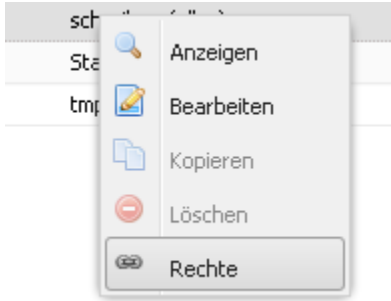 Anzeigen
Sta
tmp
Bearbeiten
Kopieren
Löschen
Rechte